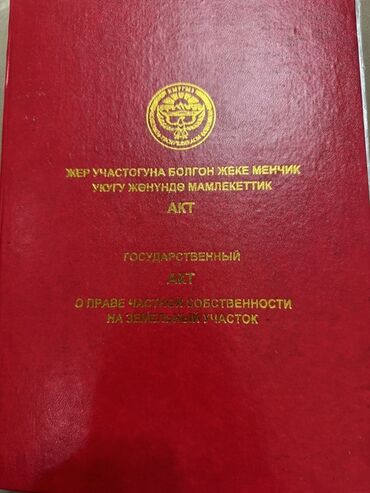 ЖЕР УЧАСТОГУНА БОЛГОН ЖЕКЕ МЕНЧИК
УКУГУ ЖӨНҮНДӨ МАМЛЕКЕТТИК
АКТ
ГОСУДАРСТВЕННЫЙ
АКТ
О ПРАВЕ ЧАСТНОЙ СОБСТВЕННОСТИ
НА ЗЕМЕЛЬНЫЙ УЧАСТОК